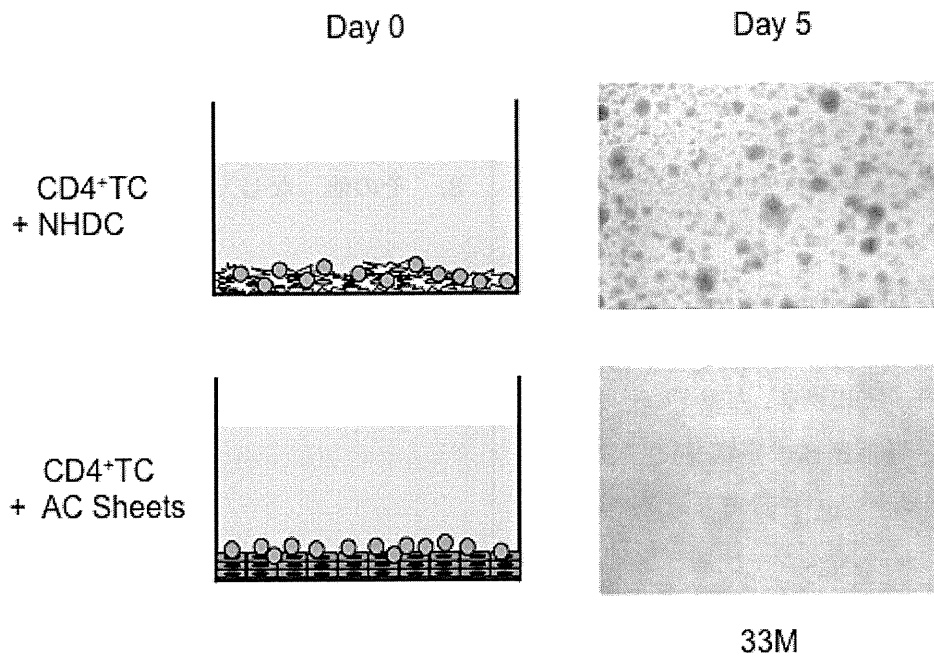 Day 0
Day 5
CD4⁺TC
+ NHDC
CD4⁺TC
+ AC Sheets
33M